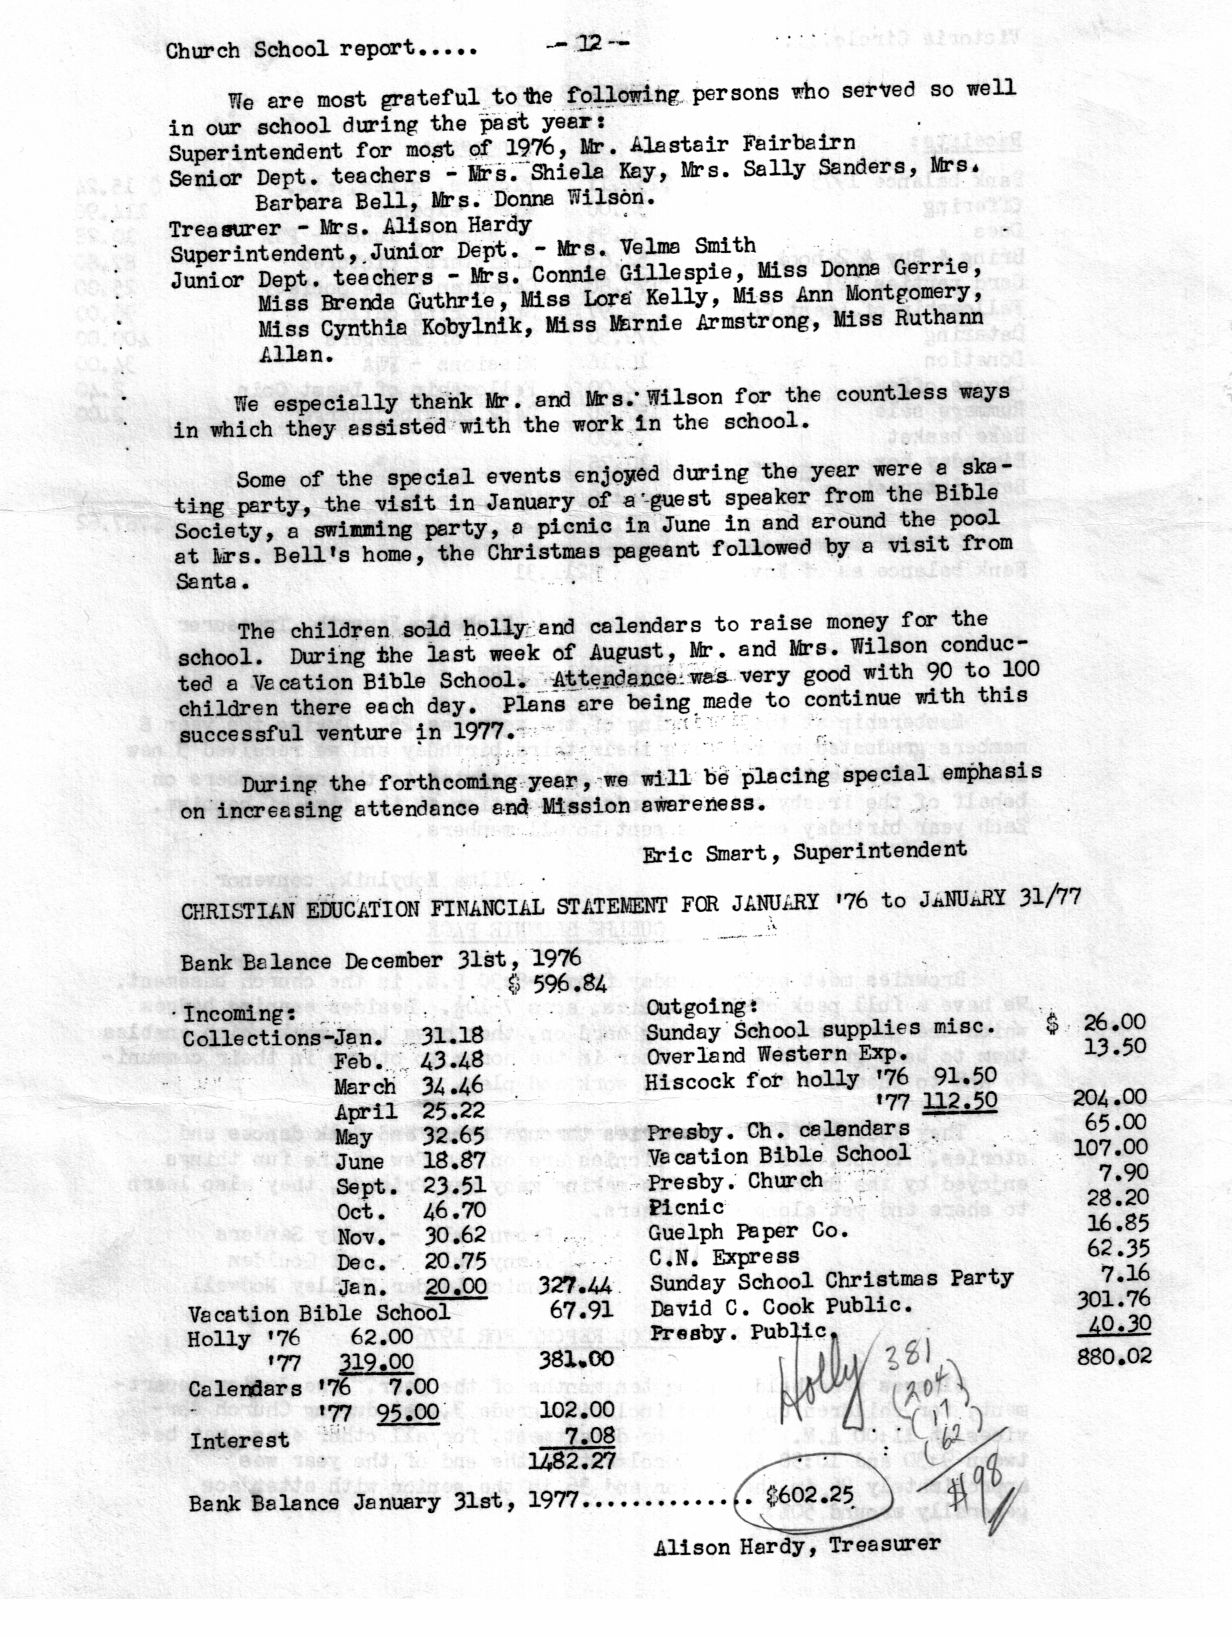 Church School report.....
-- 12 --
We are most grateful to the following persons who served so well
in our school during the past year:
Superintendent for most of 1976, Mr. Alastair Fairbairn
Senior Dept. teachers - Mrs. Shiela Kay, Mrs. Sally Sanders, Mrs.
Barbara Bell, Mrs. Donna Wilson.
Treasurer - Mrs. Alison Hardy
Superintendent, Junior Dept. - Mrs. Velma Smith
Junior Dept. teachers - Mrs. Connie Gillespie, Miss Donna Gerrie,
Miss Brenda Guthrie, Miss Lora Kelly, Miss Ann Montgomery,
Miss Cynthia Kobylnik, Miss Marnie Armstrong, Miss Ruthann
Allan.
We especially thank Mr. and Mrs. Wilson for the countless ways
in which they assisted with the work in the school.
Some of the special events enjoyed during the year were a ska-
ting party, the visit in January of a guest speaker from the Bible
Society, a swimming party, a picnic in June in and around the pool
at Mrs. Bell's home, the Christmas pageant followed by a visit from
Santa.
The children sold holly and calendars to raise money for the
school. During the last week of August, Mr. and Mrs. Wilson conduc-
ted a Vacation Bible School. Attendance was very good with 90 to 100
children there each day. Plans are being made to continue with this
successful venture in 1977.
During the forthcoming year, we will be placing special emphasis
on increasing attendance and Mission awareness.
Eric Smart, Superintendent
CHRISTIAN EDUCATION FINANCIAL STATEMENT FOR JANUARY '76 to JANUARY 31/77
Bank Balance December 31st, 1976
$ 596.84
Incoming:
Collections-Jan. 31.18
Feb. 43.48
March 34.46
April 25.22
May 32.65
June 18.87
Sept. 23.51
Oct. 46.70
Nov. 30.62
Dec. 20.75
Jan. 20.00 327.44
Vacation Bible School 67.91
Holly '76 62.00
'77 319.00 381.00
Calendars '76 7.00
'77 95.00 102.00
Interest 7.08
1482.27
Outgoing:
Sunday School supplies misc. $ 26.00
Overland Western Exp. 13.50
Hiscock for holly '76 91.50
'77 112.50 204.00
Presby. Ch. calendars 65.00
Vacation Bible School 107.00
Presby. Church 7.90
Picnic 28.20
Guelph Paper Co. 16.85
C.N. Express 62.35
Sunday School Christmas Party 7.16
David C. Cook Public. 301.76
Presby. Public. 40.30
880.02
Holly 381
(204)
(17)
(62)
$98
Bank Balance January 31st, 1977.............. $602.25
Alison Hardy, Treasurer